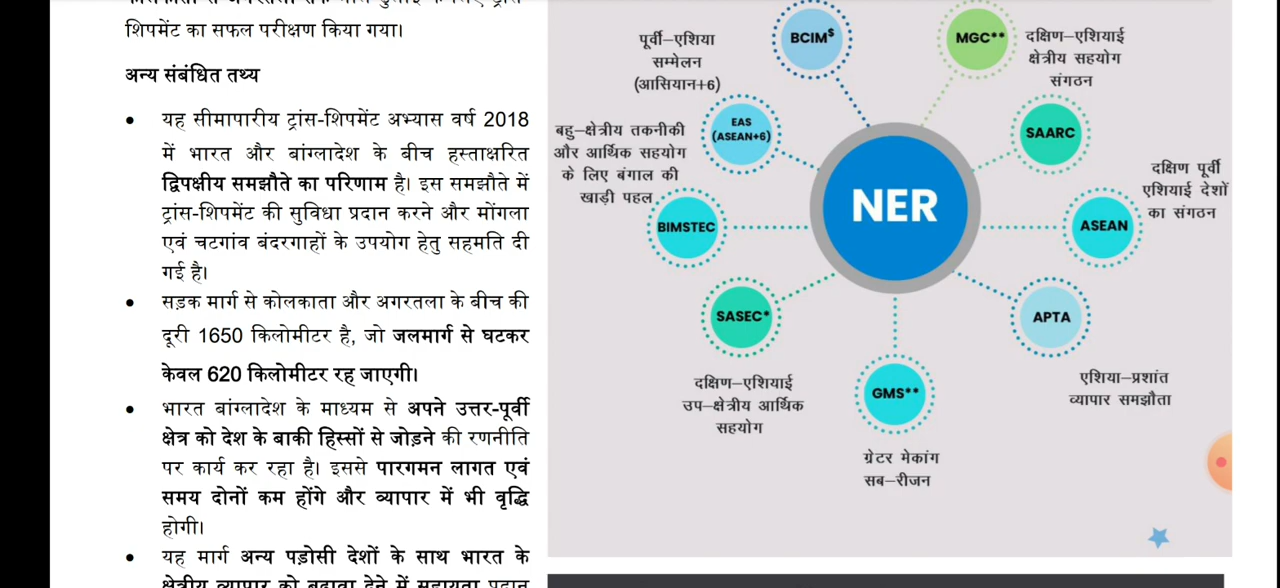 शिपमेंट का सफल परीक्षण किया गया।
अन्य संबंधित तथ्य
• यह सीमापारीय ट्रांस-शिपमेंट अभ्यास वर्ष 2018
में भारत और बांग्लादेश के बीच हस्ताक्षरित
द्विपक्षीय समझौते का परिणाम है। इस समझौते में
ट्रांस-शिपमेंट की सुविधा प्रदान करने और मोंगला
एवं चटगांव बंदरगाहों के उपयोग हेतु सहमति दी
गई है।
• सड़क मार्ग से कोलकाता और अगरतला के बीच की
दूरी 1650 किलोमीटर है, जो जलमार्ग से घटकर
केवल 620 किलोमीटर रह जाएगी।
• भारत बांग्लादेश के माध्यम से अपने उत्तर-पूर्वी
क्षेत्र को देश के बाकी हिस्सों से जोड़ने की रणनीति
पर कार्य कर रहा है। इससे पारगमन लागत एवं
समय दोनों कम होंगे और व्यापार में भी वृद्धि
होगी।
• यह मार्ग अन्य पड़ोसी देशों के साथ भारत के
BCIM$
MGC**
पूर्वी–एशिया
सम्मेलन
(आसियान+6)
दक्षिण–एशियाई
क्षेत्रीय सहयोग
संगठन
EAS
(ASEAN+6)
SAARC
बहु–क्षेत्रीय तकनीकी
और आर्थिक सहयोग
के लिए बंगाल की
खाड़ी पहल
दक्षिण पूर्वी
एशियाई देशों
का संगठन
NER
BIMSTEC
ASEAN
SASEC*
APTA
दक्षिण–एशियाई
उप–क्षेत्रीय आर्थिक
सहयोग
GMS**
एशिया–प्रशांत
व्यापार समझौता
ग्रेटर मेकांग
सब–रीजन